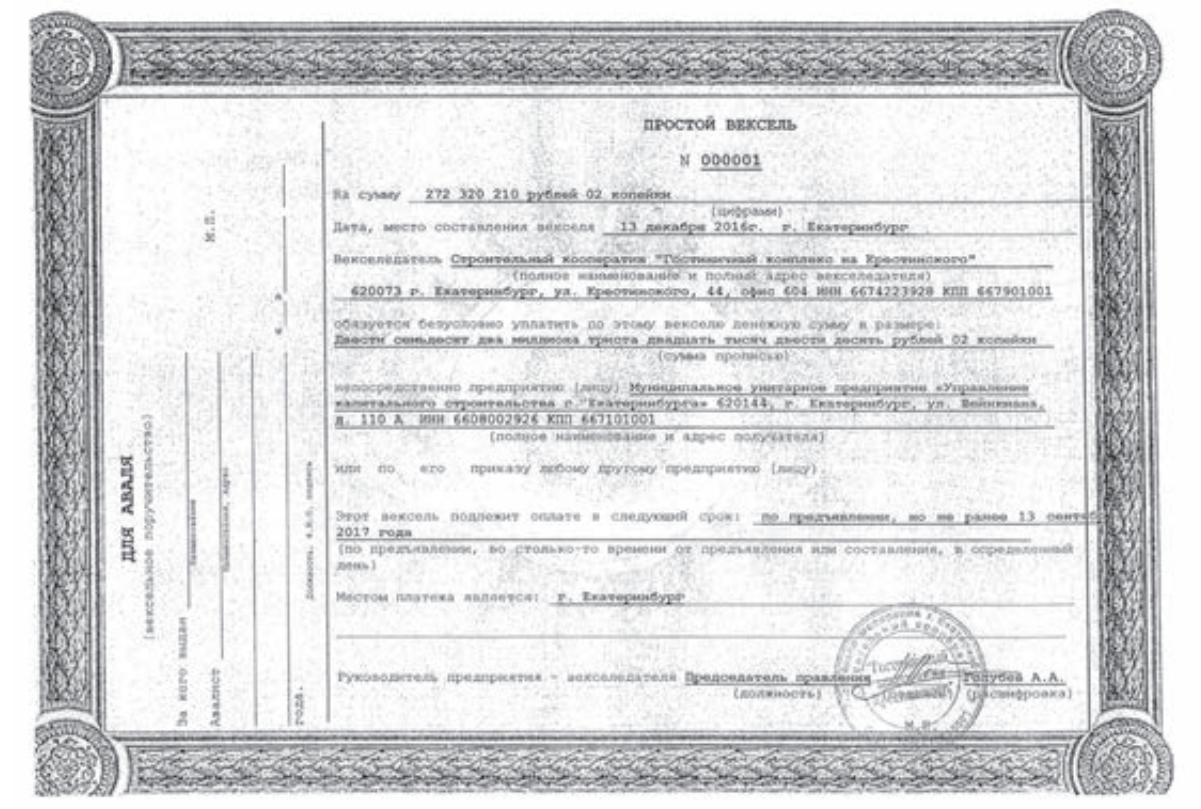 ПРОСТОЙ ВЕКСЕЛЬ
N 000001
На сумму 272 320 210 рублей 02 копейки
(цифрами)
Дата, место составления векселя 13 декабря 2016г. г. Екатеринбург
Векселедатель Строительный кооператив "Гостиничный комплекс на Крестинского"
(полное наименование и полный адрес векселедателя)
620073 г. Екатеринбург, ул. Крестинского, 44, офис 604 ИНН 6674223928 КПП 667901001
обязуется безусловно уплатить по этому векселю денежную сумму в размере:
Двести семьдесят два миллиона триста двадцать тысяч двести десять рублей 02 копейки
(сумма прописью)
непосредственно предприятию (лицу) Муниципальное унитарное предприятие «Управление
капитального строительства г "Екатеринбурга» 620144, г. Екатеринбург, ул.
д. 110 А ИНН 6608002926 КПП 667101001
(полное наименование и адрес получателя)
или по его приказу любому другому предприятию (лицу).
Этот вексель подлежит оплате в следующий срок: по предъявлении, но не ранее 13 сентяб
2017 года
(по предъявлении, во столько-то времени от предъявления или составления, в определенный
день)
Местом платежа является: г. Екатеринбург
Руководитель предприятия - векселедателя Председатель правления Голубев А.А.
(должность) (подпись) (расшифровка)
М.П.
ДЛЯ АВАЛЯ
(вексельное поручительство)
За кого выдан
Наименование
Авалист
Наименование, адрес
Должность, Ф.И.О. подпись
М.П.
года.